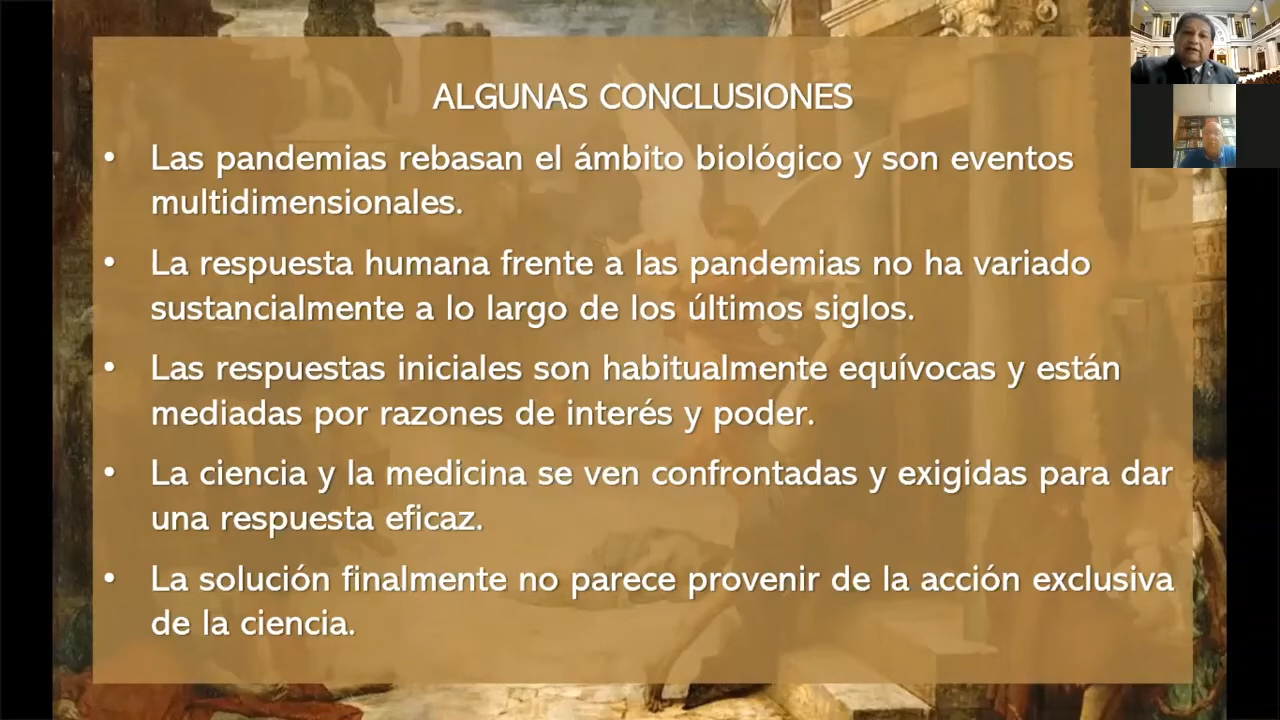 ALGUNAS CONCLUSIONES
• Las pandemias rebasan el ámbito biológico y son eventos
multidimensionales.
• La respuesta humana frente a las pandemias no ha variado
sustancialmente a lo largo de los últimos siglos.
• Las respuestas iniciales son habitualmente equívocas y están
mediadas por razones de interés y poder.
• La ciencia y la medicina se ven confrontadas y exigidas para dar
una respuesta eficaz.
• La solución finalmente no parece provenir de la acción exclusiva
de la ciencia.